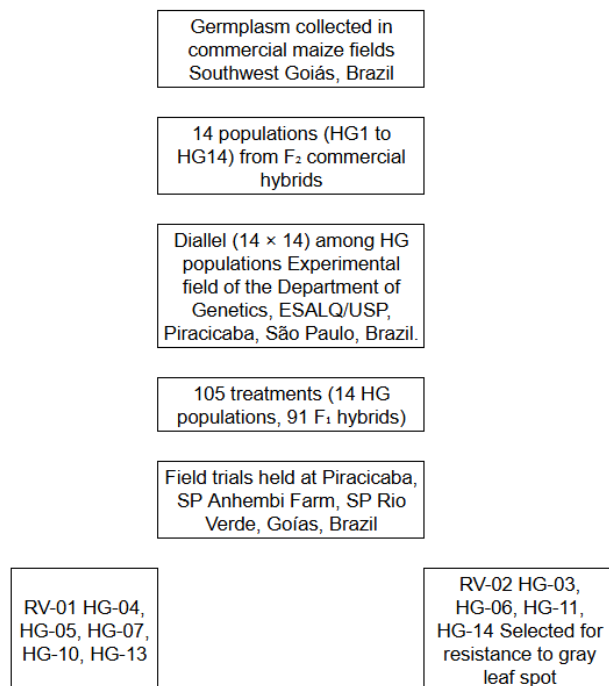 Germplasm collected in
commercial maize fields
Southwest Goiás, Brazil
14 populations (HG1 to
HG14) from F₂ commercial
hybrids
Diallel (14 × 14) among HG
populations Experimental
field of the Department of
Genetics, ESALQ/USP,
Piracicaba, São Paulo, Brazil.
105 treatments (14 HG
populations, 91 F₁ hybrids)
Field trials held at Piracicaba,
SP Anhembi Farm, SP Rio
Verde, Goías, Brazil
RV-01 HG-04,
HG-05, HG-07,
HG-10, HG-13
RV-02 HG-03,
HG-06, HG-11,
HG-14 Selected for
resistance to gray
leaf spot